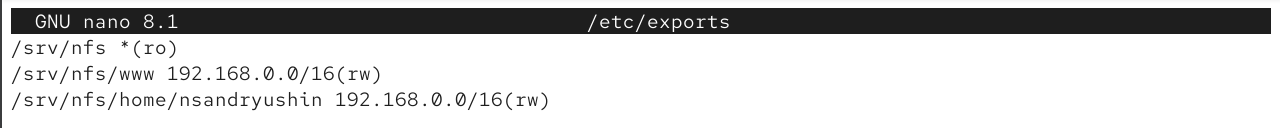 GNU nano 8.1 /etc/exports
/srv/nfs *(ro)
/srv/nfs/www 192.168.0.0/16(rw)
/srv/nfs/home/nsandryushin 192.168.0.0/16(rw)